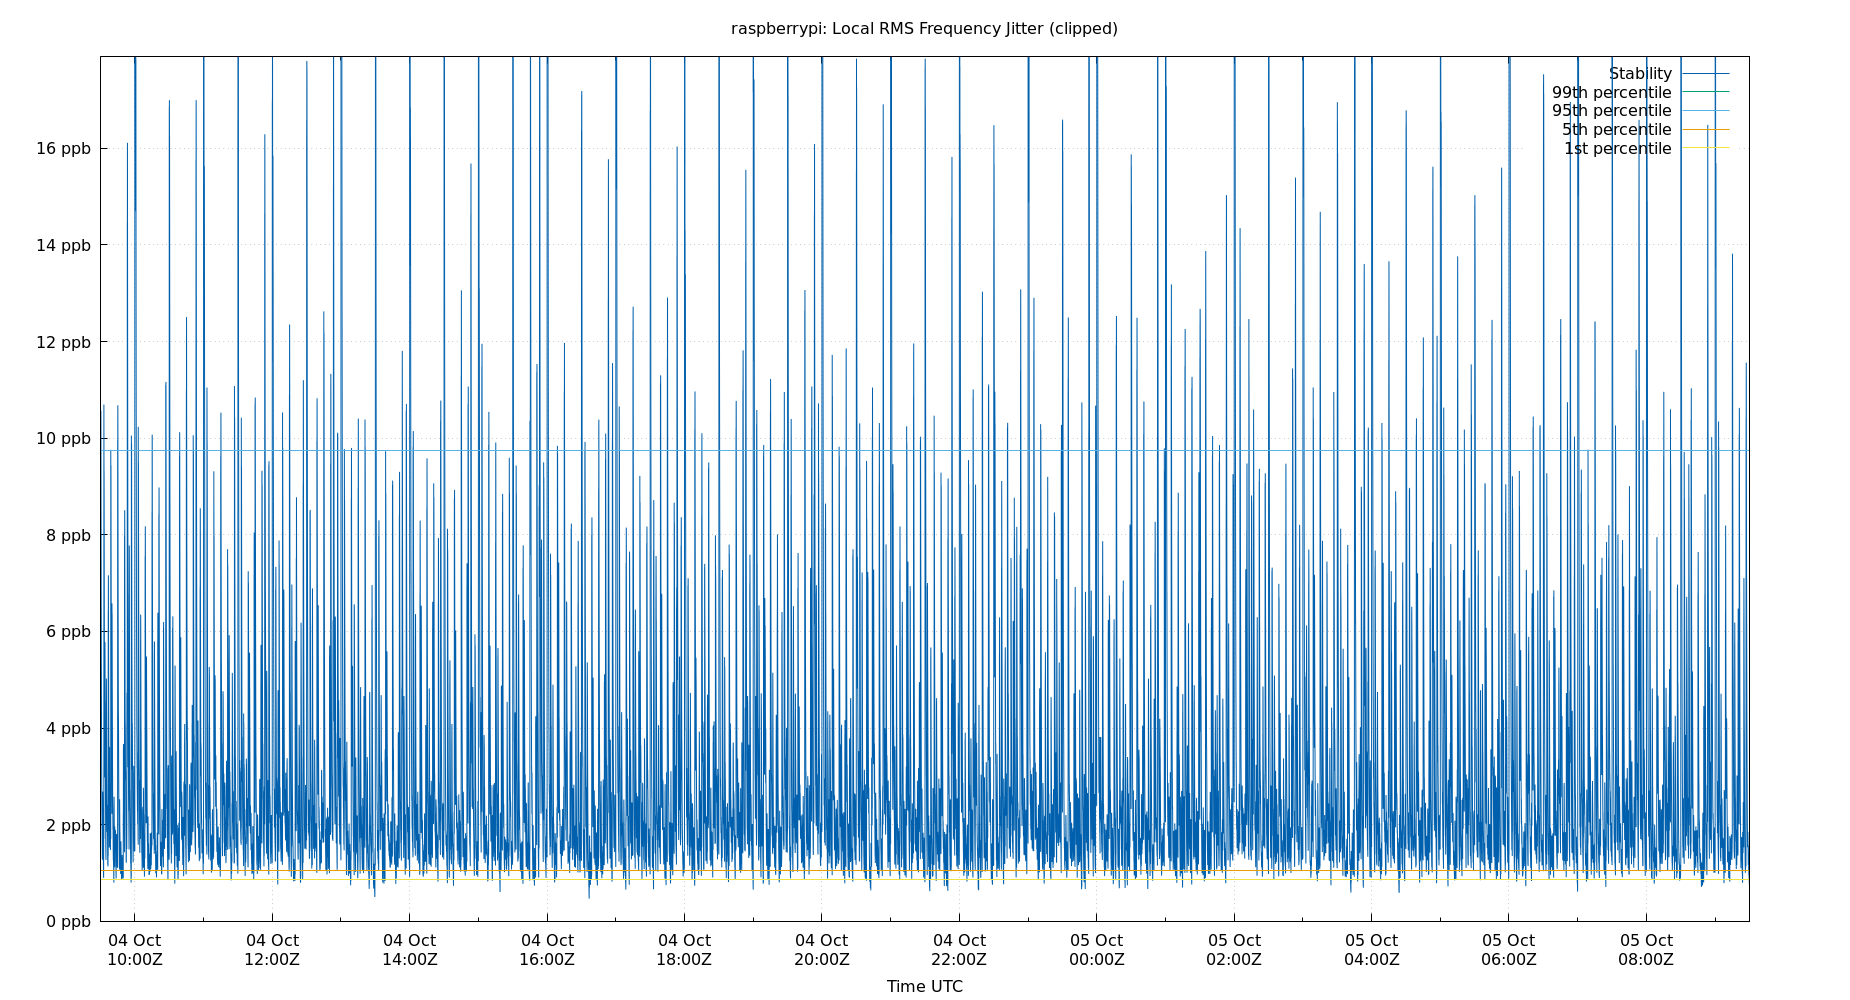 raspberrypi: Local RMS Frequency Jitter (clipped)
Stability
99th percentile
95th percentile
5th percentile
1st percentile
16 ppb
14 ppb
12 ppb
10 ppb
8 ppb
6 ppb
4 ppb
2 ppb
0 ppb
04 Oct 04 Oct 04 Oct 04 Oct 04 Oct 04 Oct 04 Oct 05 Oct 05 Oct 05 Oct 05 Oct 05 Oct
10:00Z 12:00Z 14:00Z 16:00Z 18:00Z 20:00Z 22:00Z 00:00Z 02:00Z 04:00Z 06:00Z 08:00Z
Time UTC